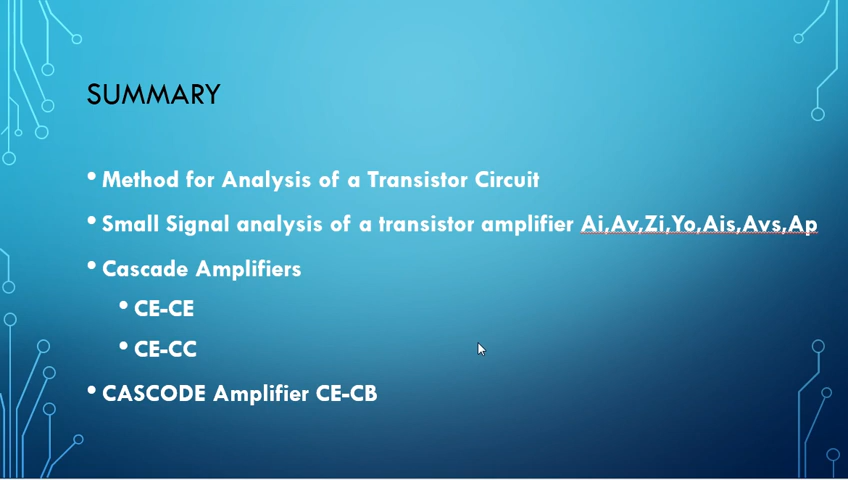 SUMMARY
• Method for Analysis of a Transistor Circuit
• Small Signal analysis of a transistor amplifier Ai,Av,Zi,Yo,Ais,Avs,Ap
• Cascade Amplifiers
• CE-CE
• CE-CC
• CASCODE Amplifier CE-CB